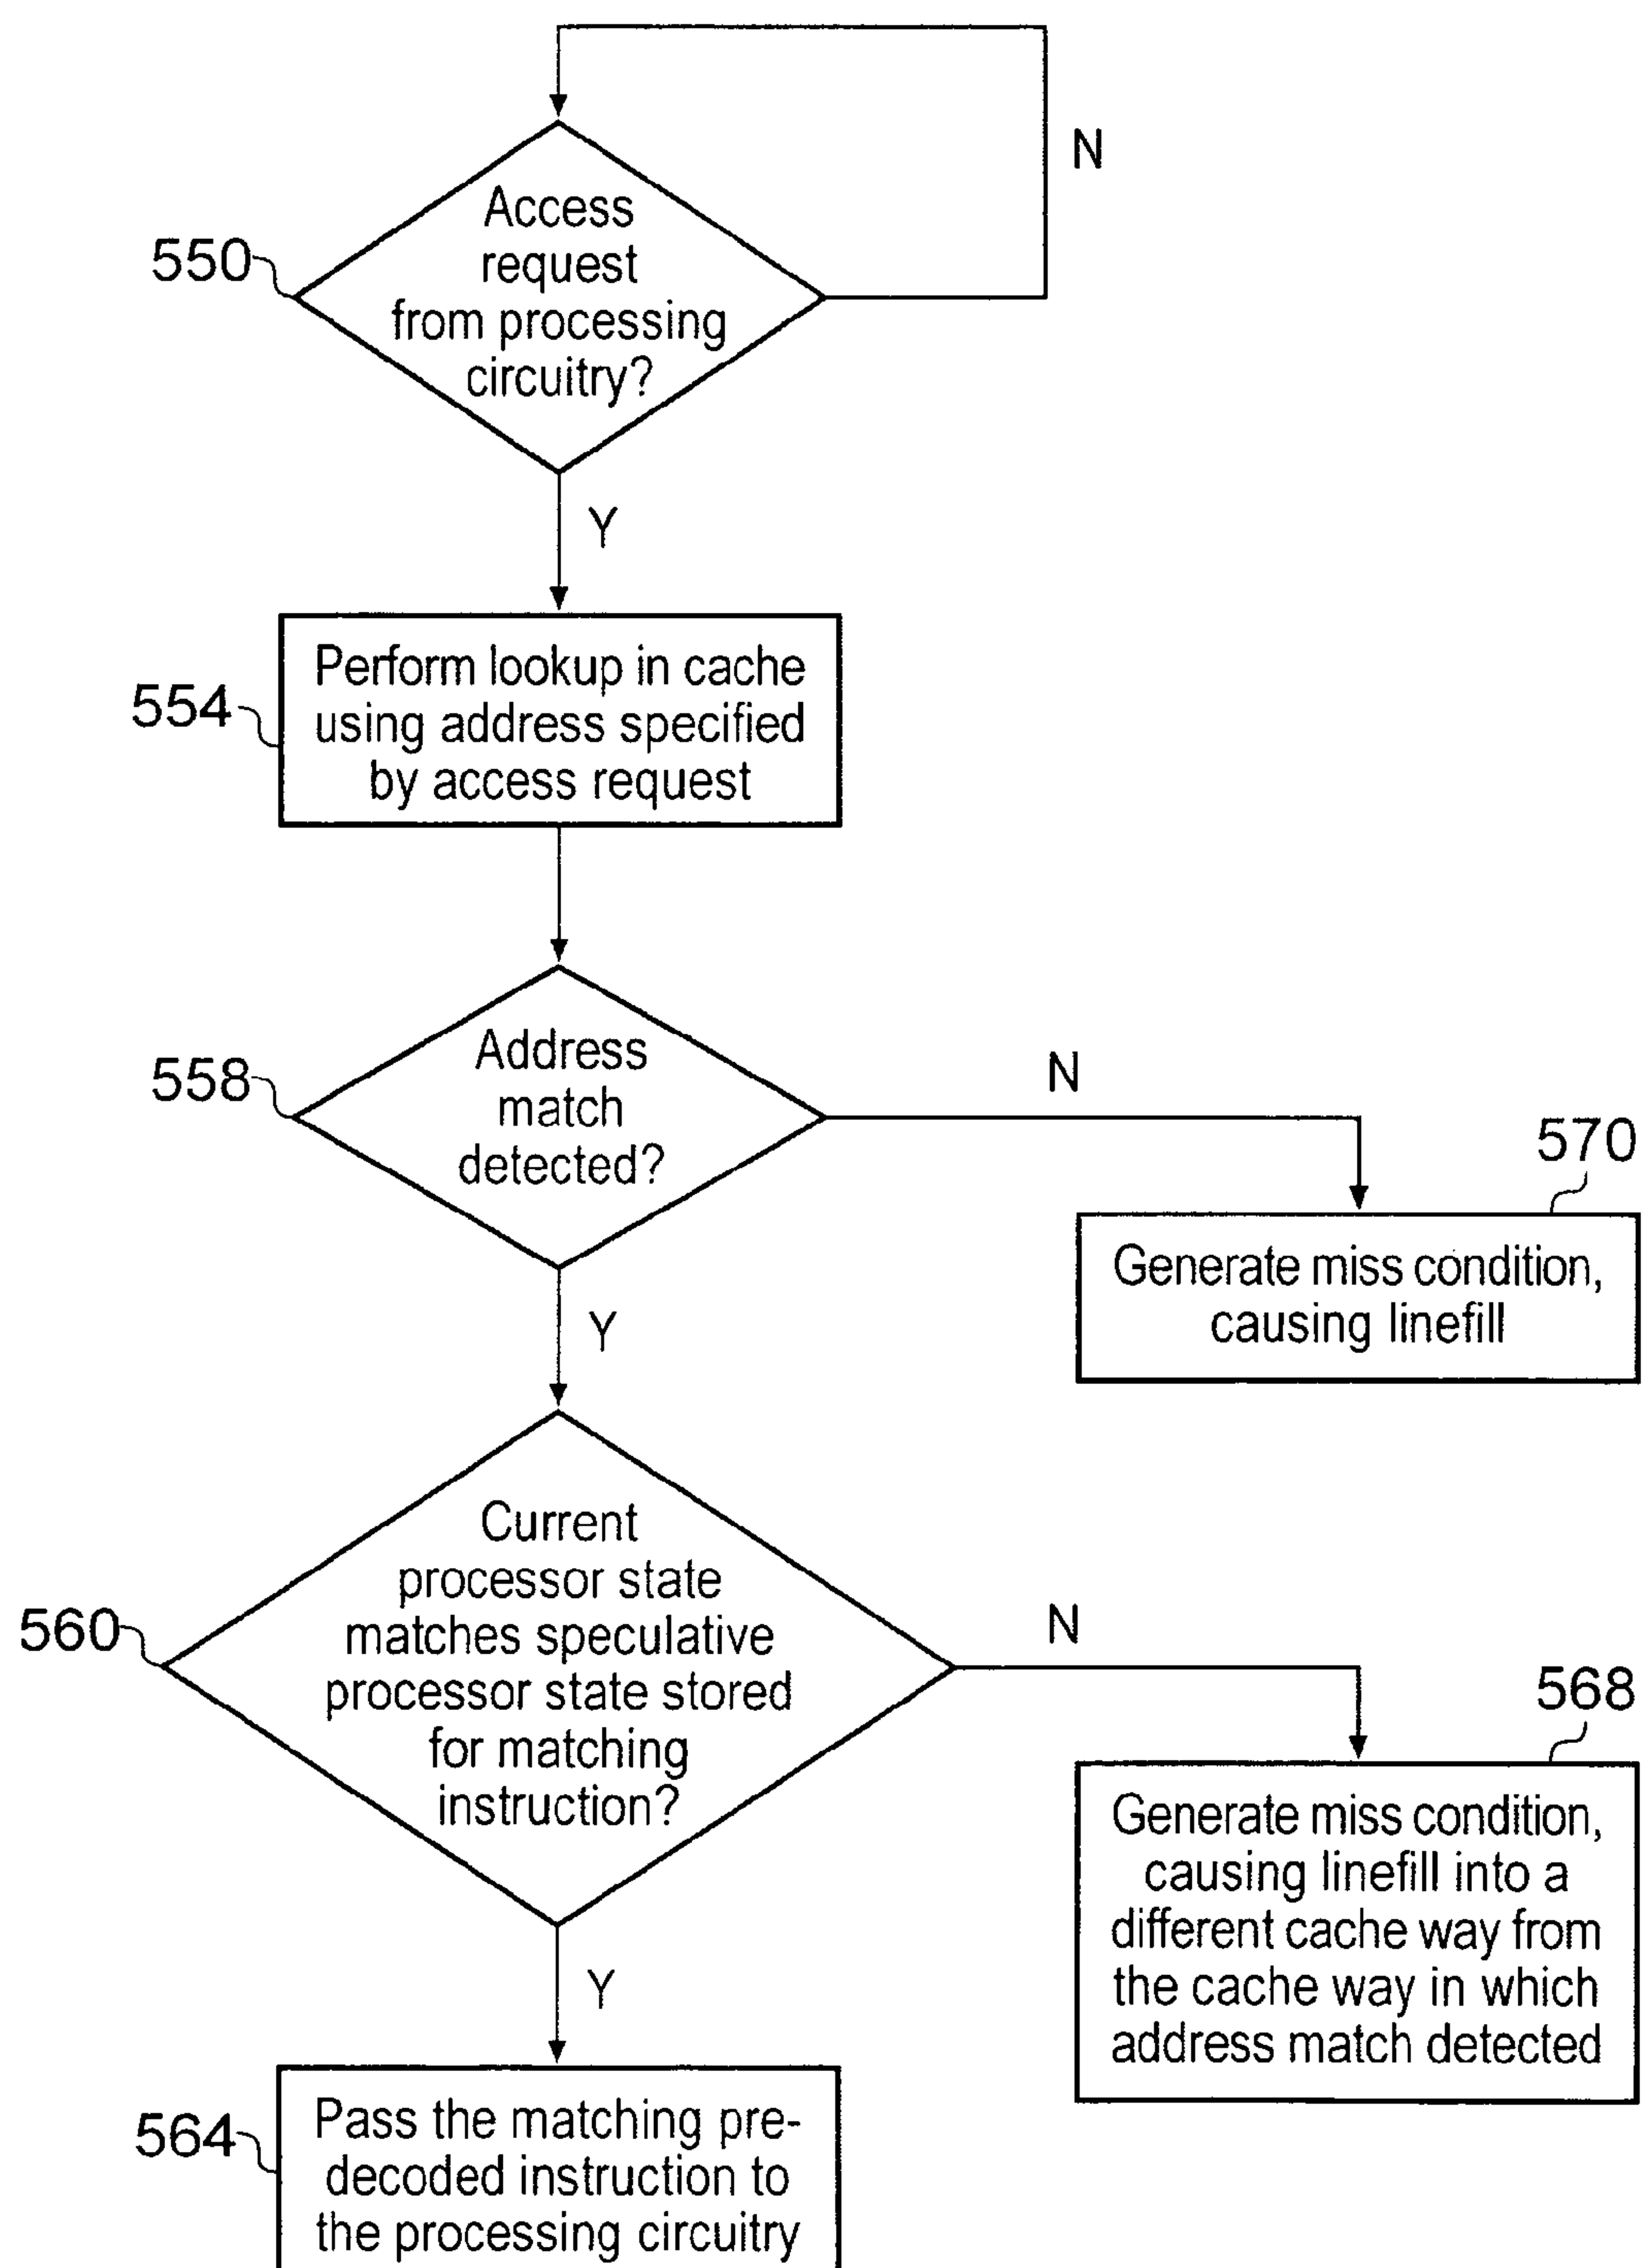 N
Access
request
from processing
circuitry?
550
Y
Perform lookup in cache
using address specified
by access request
554
Address
match
detected?
558
N
570
Generate miss condition,
causing linefill
Y
Current
processor state
matches speculative
processor state stored
for matching
instruction?
560
N
568
Generate miss condition,
causing linefill into a
different cache way from
the cache way in which
address match detected
Y
Pass the matching pre-
decoded instruction to
the processing circuitry
564